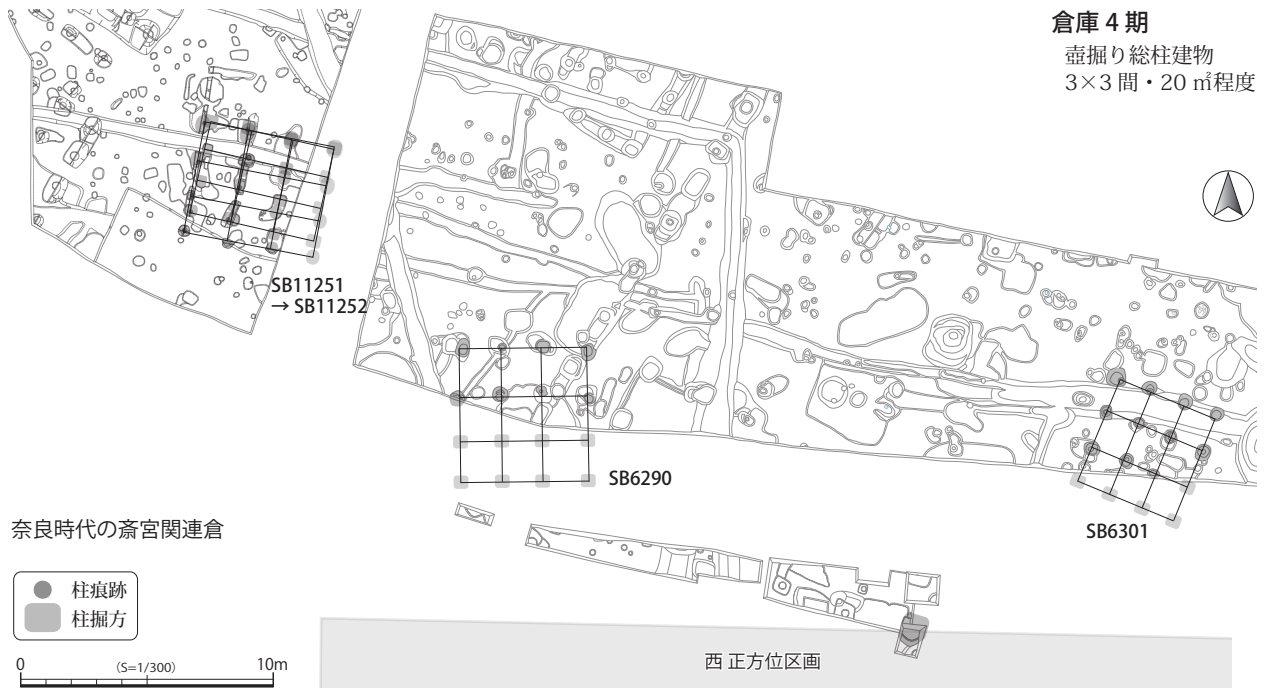 倉庫 4 期
壺掘り総柱建物
3×3 間・20 ㎡程度
SB11251
→ SB11252
SB6290
SB6301
奈良時代の斎宮関連倉
柱痕跡
柱掘方
0 (S=1/300) 10m
西 正方位区画